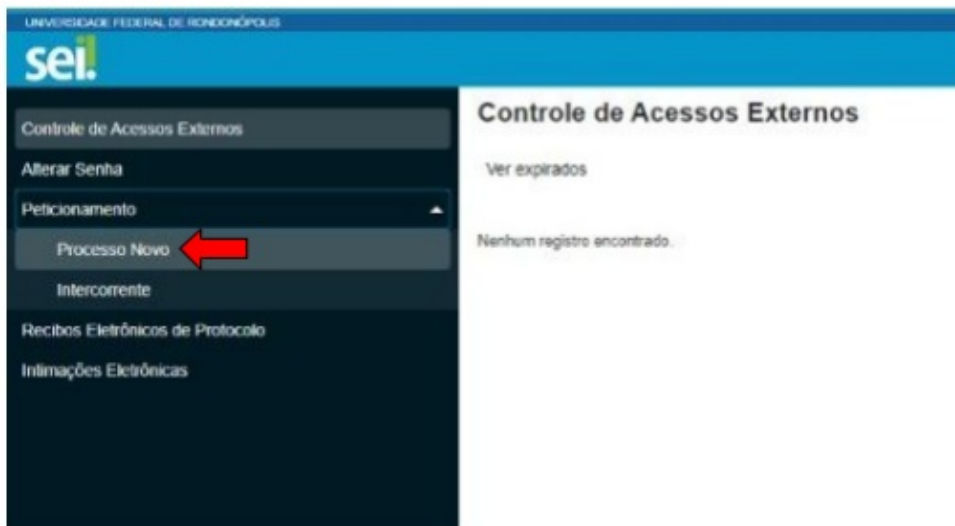 UNIVERSIDADE FEDERAL DE RONDONÓPOLIS
sei!
Controle de Acessos Externos
Alterar Senha
Peticionamento
Processo Novo
Intercorrente
Recibos Eletrônicos de Protocolo
Intimações Eletrônicas
Controle de Acessos Externos
Ver expirados
Nenhum registro encontrado.